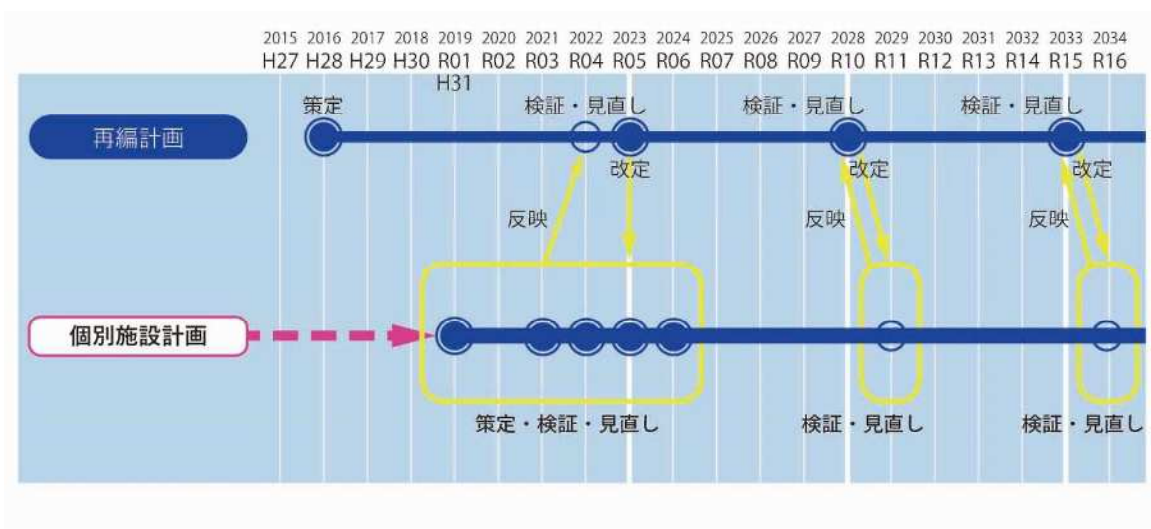 2015 2016 2017 2018 2019 2020 2021 2022 2023 2024 2025 2026 2027 2028 2029 2030 2031 2032 2033 2034
H27 H28 H29 H30 R01 R02 R03 R04 R05 R06 R07 R08 R09 R10 R11 R12 R13 R14 R15 R16
H31
策定 検証・見直し 検証・見直し 検証・見直し
再編計画
改定 改定 改定
反映 反映 反映
個別施設計画
策定・検証・見直し 検証・見直し 検証・見直し